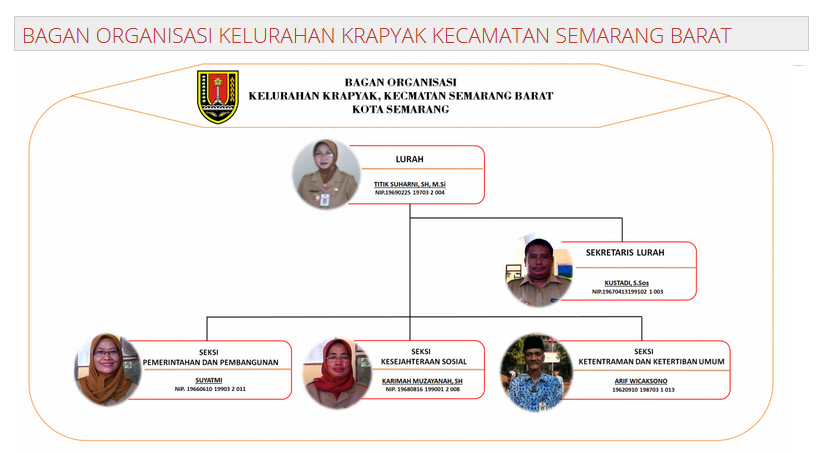 BAGAN ORGANISASI KELURAHAN KRAPYAK KECAMATAN SEMARANG BARAT
BAGAN ORGANISASI
KELURAHAN KRAPYAK, KECMATAN SEMARANG BARAT
KOTA SEMARANG
LURAH
TITIK SUHARNI, SH, M.Si
NIP.19690225 19703 2 004
SEKRETARIS LURAH
KUSTADI, S.Sos
NIP.19670413199102 1 003
SEKSI
PEMERINTAHAN DAN PEMBANGUNAN
SUYATMI
NIP. 19660610 19903 2 011
SEKSI
KESEJAHTERAAN SOSIAL
KARIMAH MUZAYANAH, SH
NIP. 19680816 199001 2 008
SEKSI
KETENTRAMAN DAN KETERTIBAN UMUM
ARIF WICAKSONO
19620910 198703 1 013